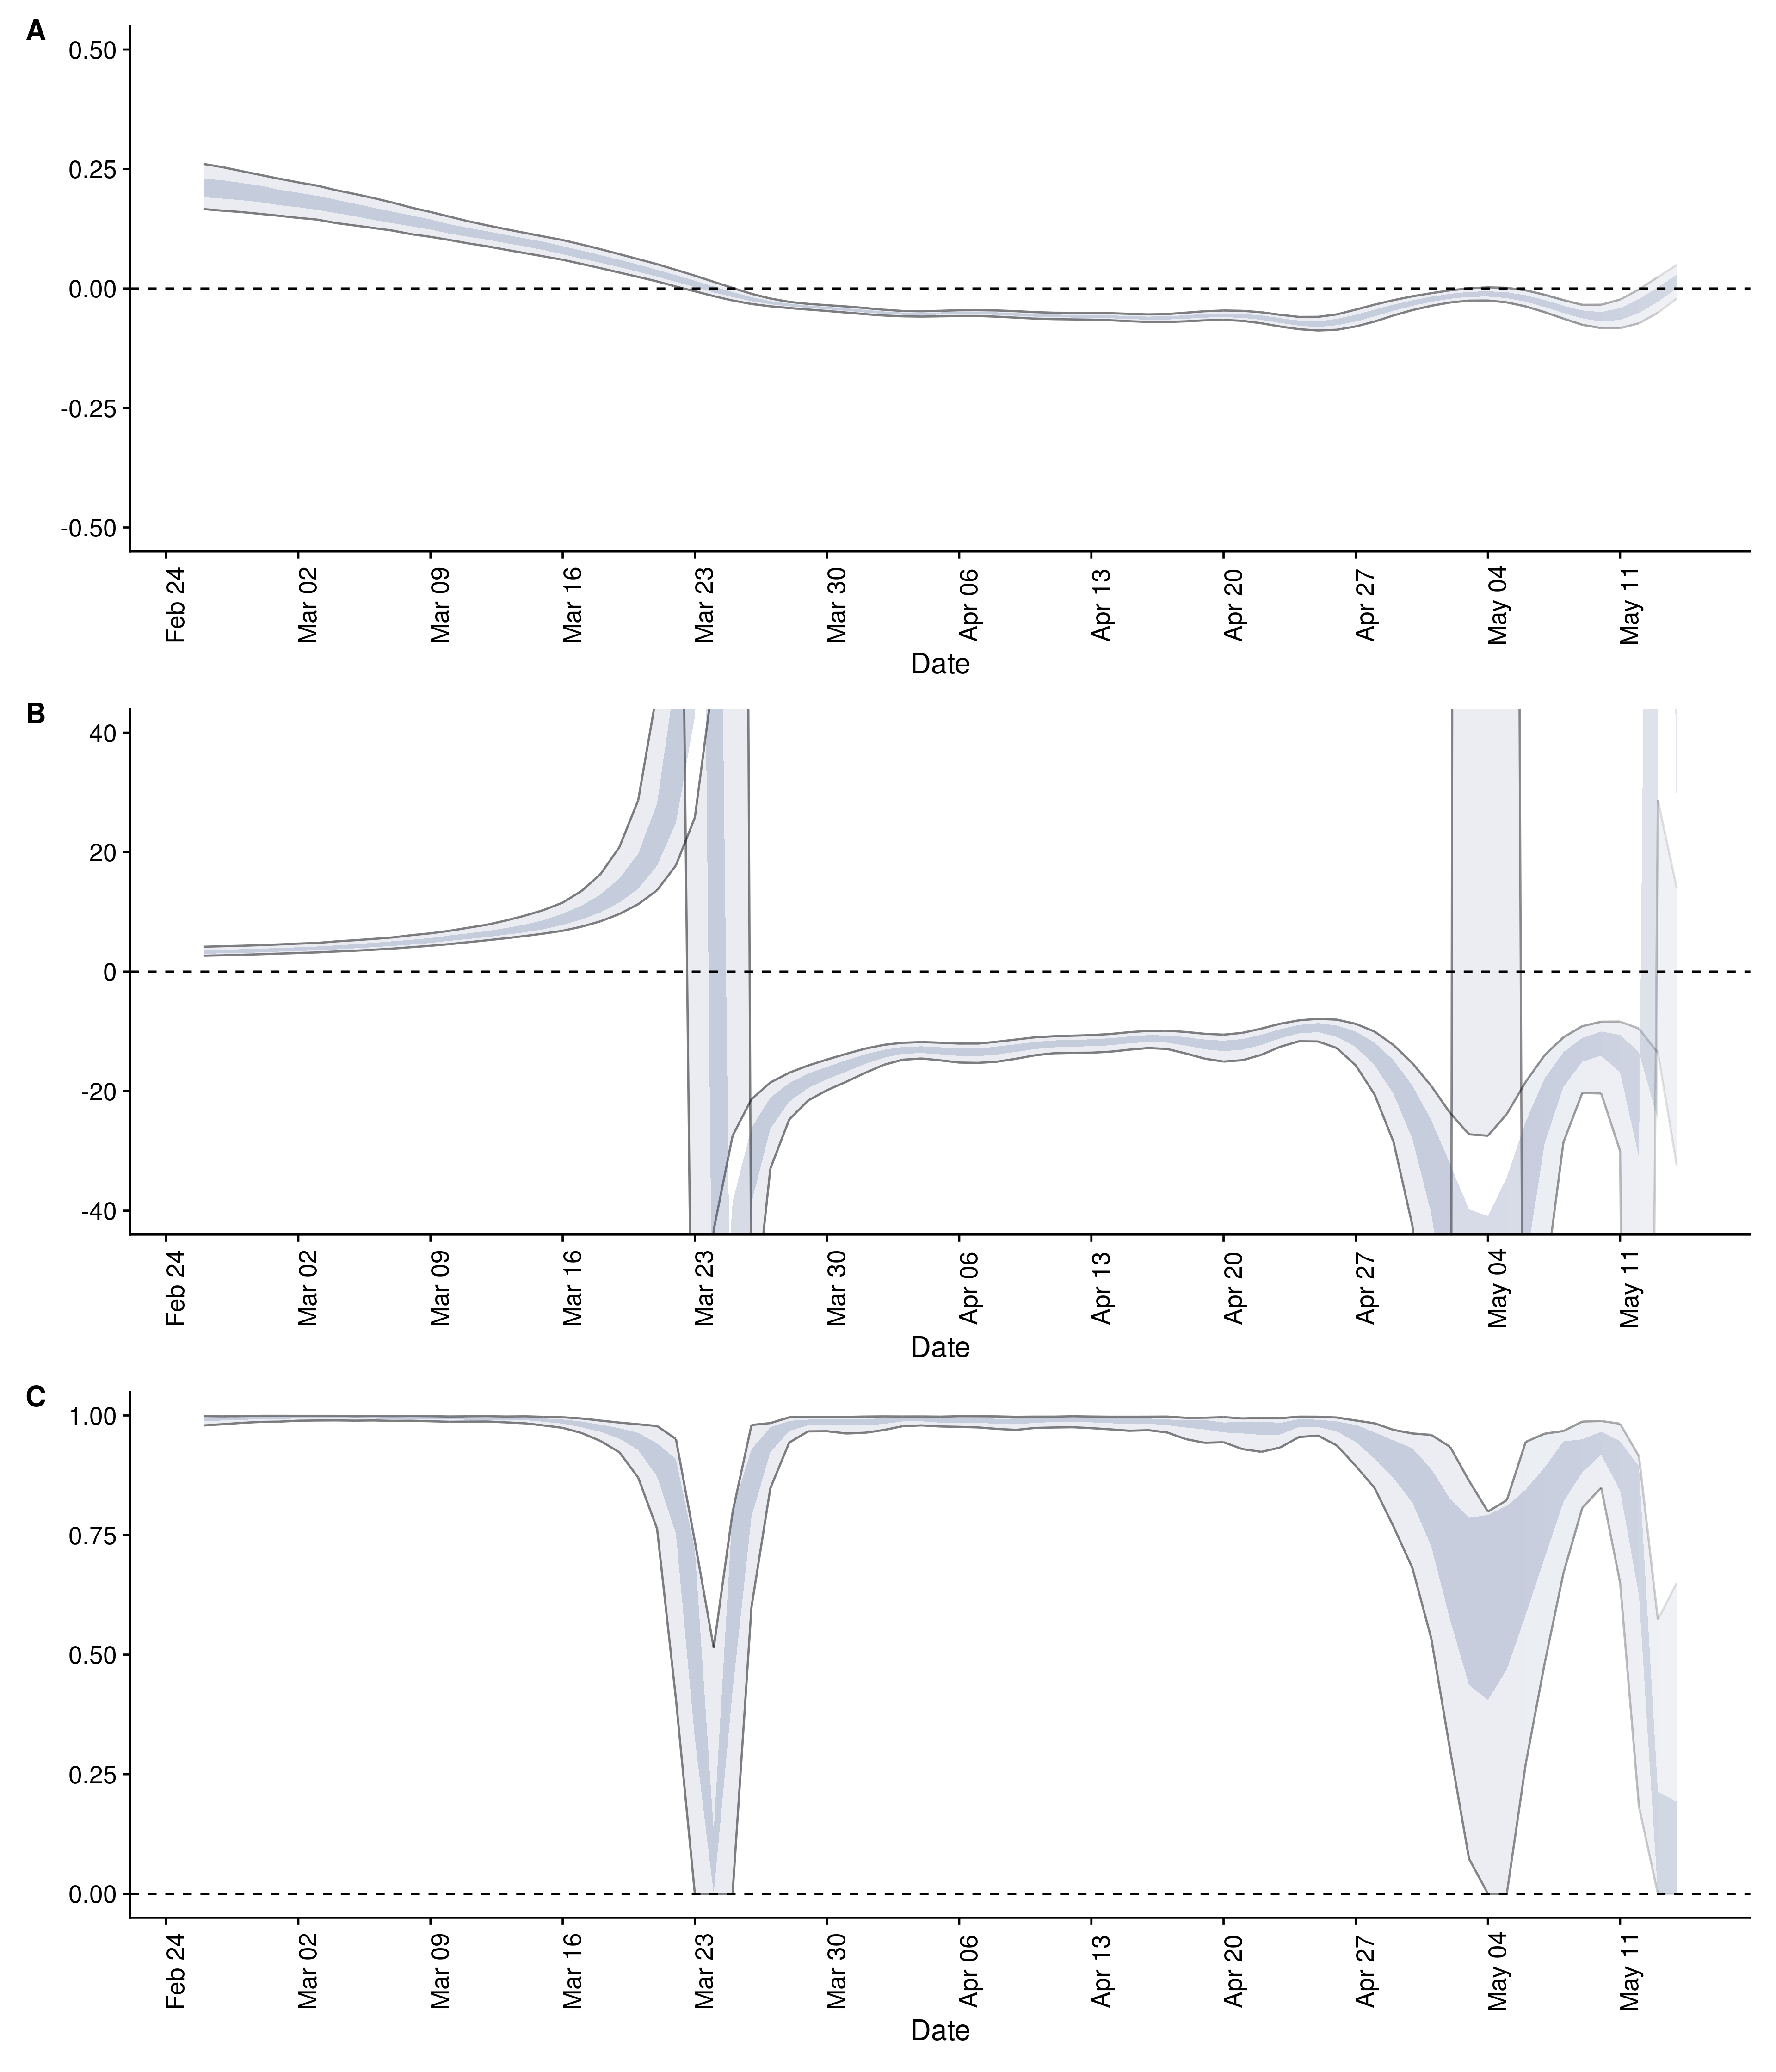 A
0.50
0.25
0.00
-0.25
-0.50
Feb 24
Mar 02
Mar 09
Mar 16
Mar 23
Mar 30
Apr 06
Apr 13
Apr 20
Apr 27
May 04
May 11
Date
B
40
20
0
-20
-40
Feb 24
Mar 02
Mar 09
Mar 16
Mar 23
Mar 30
Apr 06
Apr 13
Apr 20
Apr 27
May 04
May 11
Date
C
1.00
0.75
0.50
0.25
0.00
Feb 24
Mar 02
Mar 09
Mar 16
Mar 23
Mar 30
Apr 06
Apr 13
Apr 20
Apr 27
May 04
May 11
Date